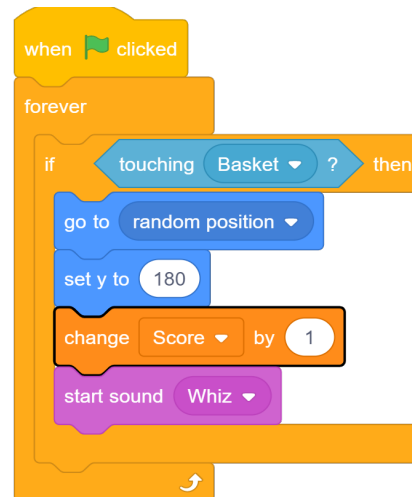 when clicked
forever
if touching Basket ? then
go to random position
set y to 180
change Score by 1
start sound Whiz